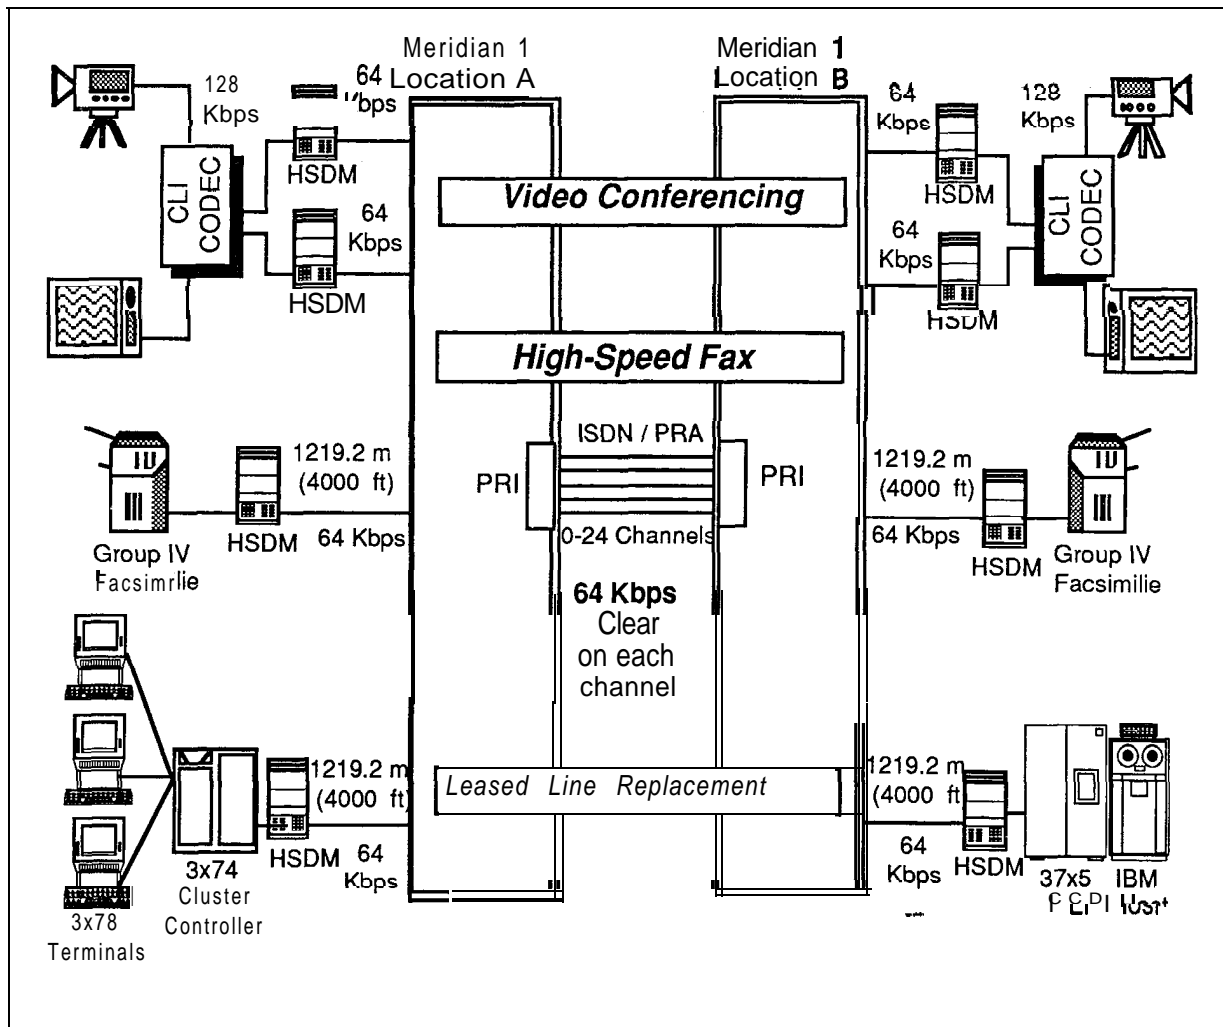 Meridian 1
Location A
Meridian 1
Location B
128
Kbps
64
64
Kbps
128
Kbps
CLI
CODEC
HSDM
64
Kbps
HSDM
Video Conferencing
HSDM
64
Kbps
HSDM
CLI
CODEC
High-Speed Fax
ISDN / PRA
PRI
PRI
0-24 Channels
64 Kbps
Clear
on each
channel
IV
III
1219.2 m
(4000 ft)
HSDM
64 Kbps
Group IV
1219.2 m
(4000 ft)
64 Kbps
HSDM
IV
III
Group IV
Facsimilie
3x74
Cluster
Controller
3x78
Terminals
1219.2 m
(4000 ft)
HSDM
64
Kbps
Leased Line Replacement
1219.2 m
(4000 ft
64
Kbps
HSDM
37x5
IBM